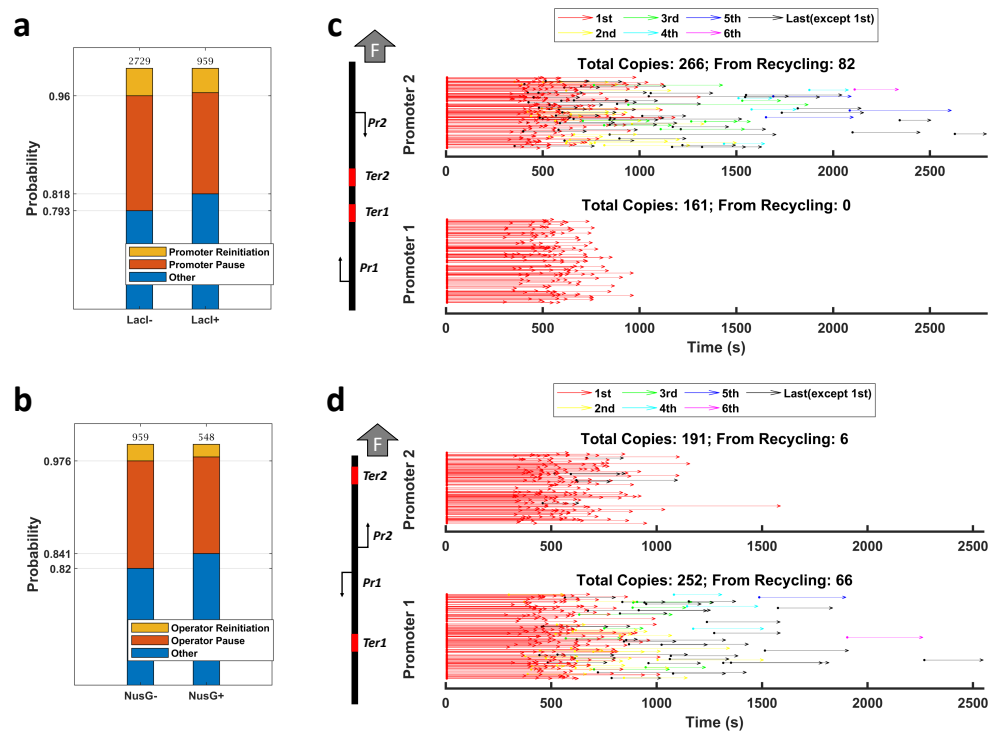 a
2729 959
0.96
0.818
0.793
Probability
Promoter Reinitiation
Promoter Pause
Other
LacI- LacI+
b
959 548
0.976
0.841
0.82
Probability
Operator Reinitiation
Operator Pause
Other
NusG- NusG+
c
F
Pr2
Ter2
Ter1
Pr1
1st 3rd 5th Last(except 1st)
2nd 4th 6th
Total Copies: 266; From Recycling: 82
Promoter 2
0 500 1000 1500 2000 2500
Total Copies: 161; From Recycling: 0
Promoter 1
0 500 1000 1500 2000 2500
Time (s)
d
F
Ter2
Pr2
Pr1
Ter1
1st 3rd 5th Last(except 1st)
2nd 4th 6th
Total Copies: 191; From Recycling: 6
Promoter 2
0 500 1000 1500 2000 2500
Total Copies: 252; From Recycling: 66
Promoter 1
0 500 1000 1500 2000 2500
Time (s)